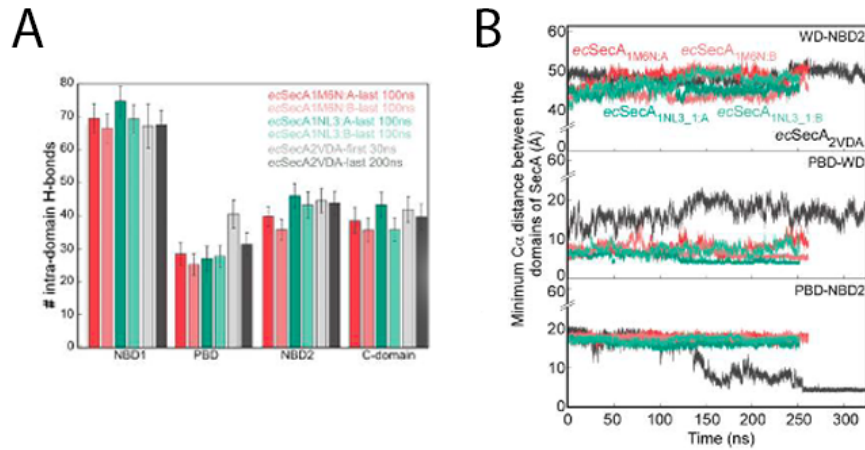 A
80
70
60
50
40
30
20
10
0
# intra-domain H-bonds
ecSecA1M6N:A-last 100ns
ecSecA1M6N:B-last 100ns
ecSecA1NL3:A-last 100ns
ecSecA1NL3:B-last 100ns
ecSecA2VDA-first 30ns
ecSecA2VDA-last 200ns
NBD1 PBD NBD2 C-domain
B
Minimum Cα distance between the
domains of SecA (Å)
60
50
40
WD-NBD2
ecSecA1M6N:A ecSecA1M6N:B
ecSecA1NL3_1:A ecSecA1NL3_1:B
ecSecA2VDA
60
20
10
0
PBD-WD
60
20
10
0
PBD-NBD2
0 50 100 150 200 250 300
Time (ns)